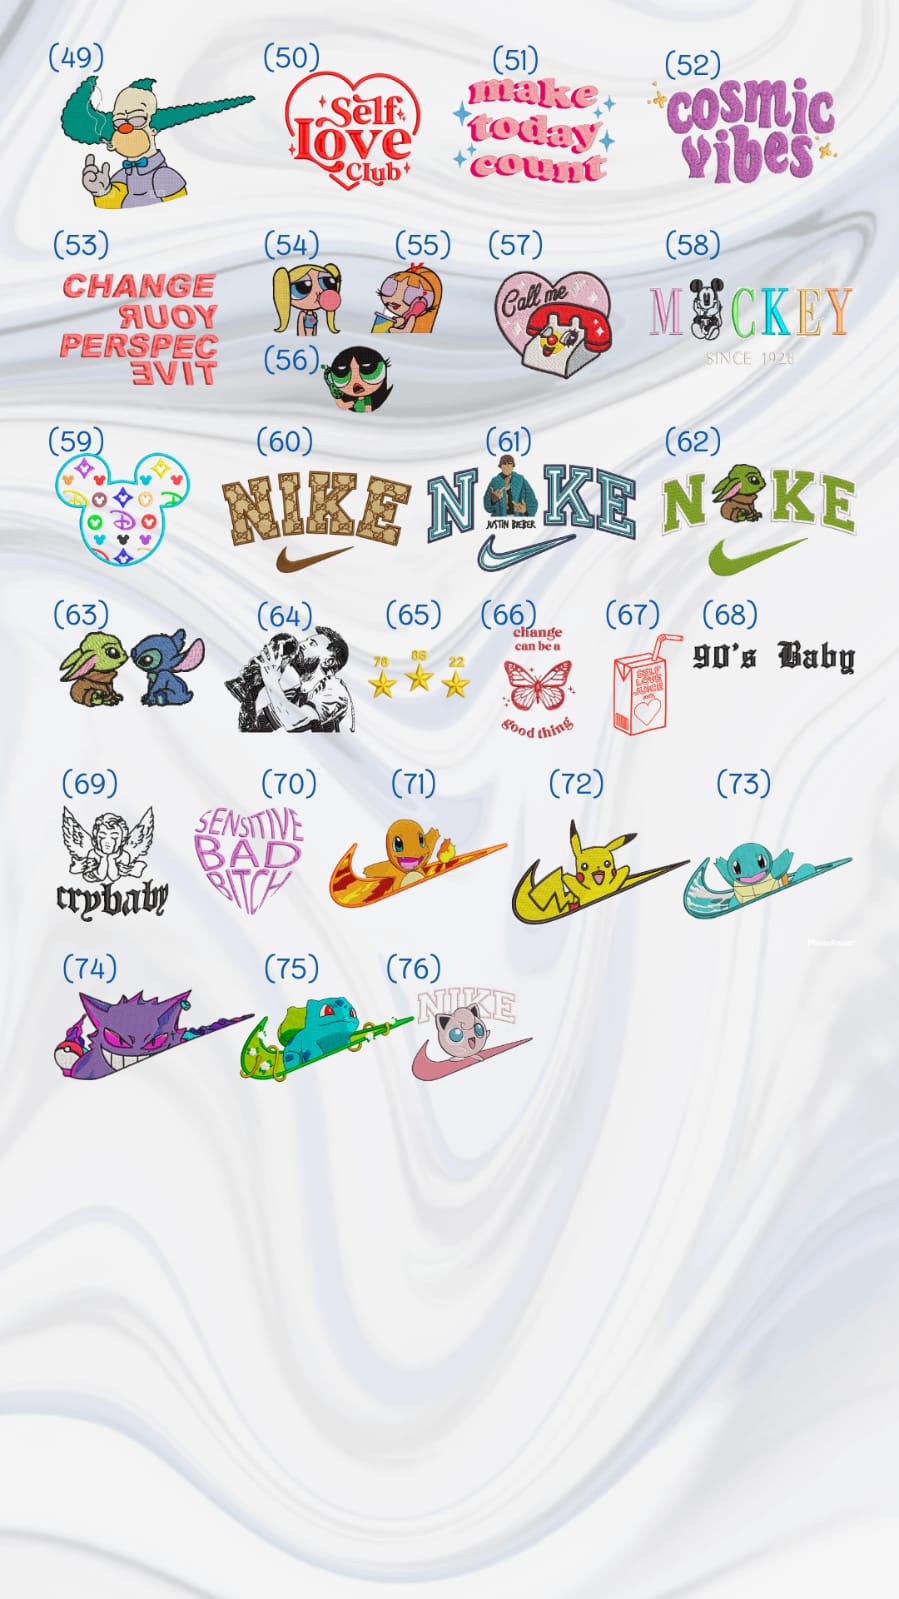 (49)
(50)
(51)
(52)
Self
Love
Club
make
today
count
cosmic
vibes
(53)
(54)
(55)
(57)
(58)
CHANGE
YOUR
PERSPEC
TIVE
(56)
Call me
M CKEY
SINCE 1928
(59)
(60)
(61)
(62)
NIKE
N KE
JUSTIN BIEBER
N KE
(63)
(64)
(65)
(66)
(67)
(68)
78
86
22
change
can be a
good thing
SELF
LOVE
JUICE
90's Baby
(69)
(70)
(71)
(72)
(73)
crybaby
SENSITIVE
BAD
BITCH
(74)
(75)
(76)
NIKE